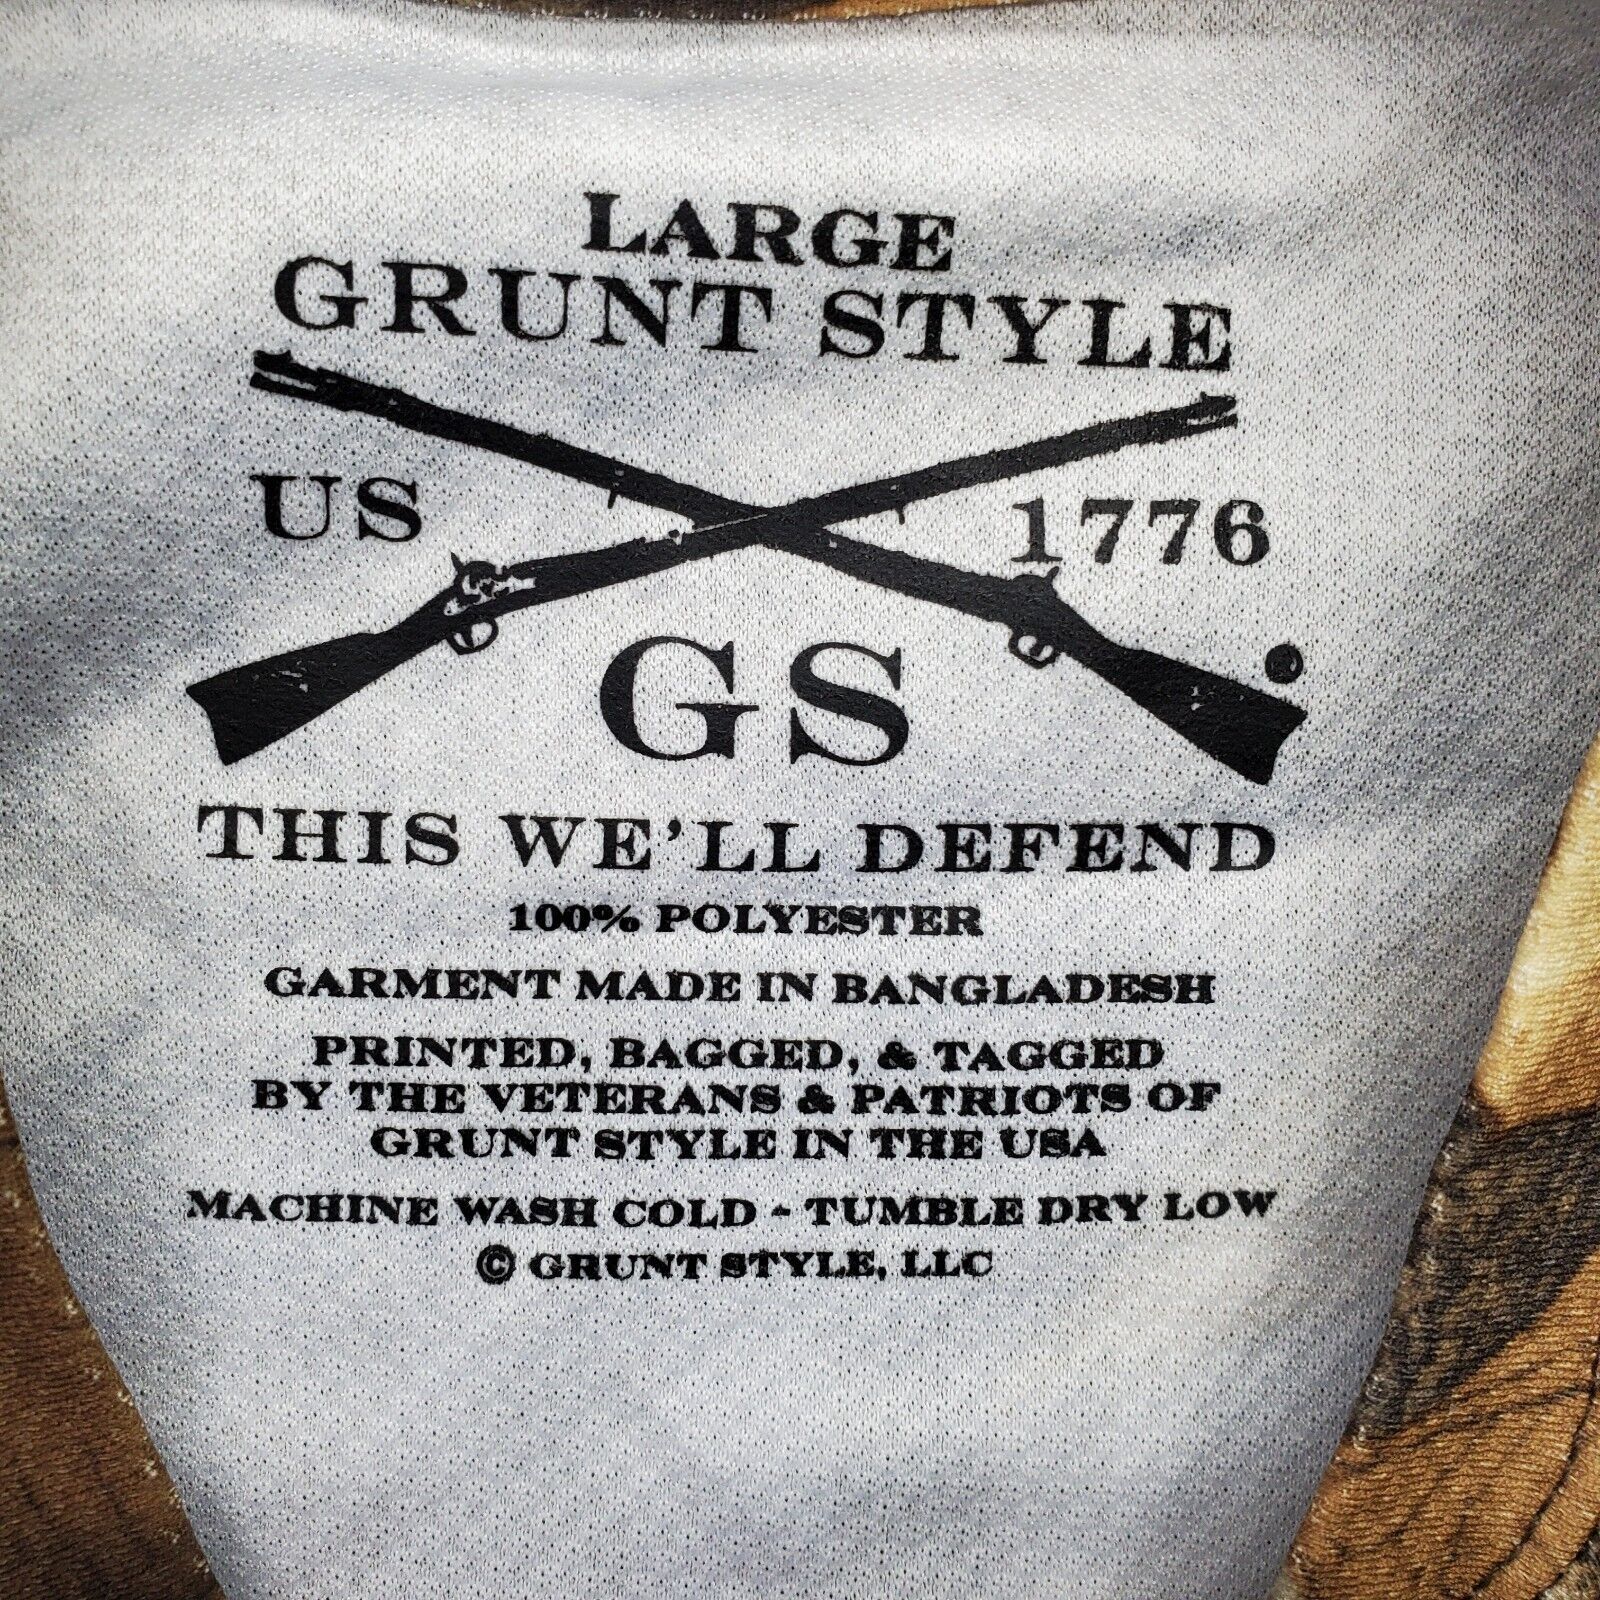 LARGE
GRUNT STYLE
US 1776
GS
THIS WE'LL DEFEND
100% POLYESTER
GARMENT MADE IN BANGLADESH
PRINTED, BAGGED, & TAGGED
BY THE VETERANS & PATRIOTS OF
GRUNT STYLE IN THE USA
MACHINE WASH COLD - TUMBLE DRY LOW
© GRUNT STYLE, LLC